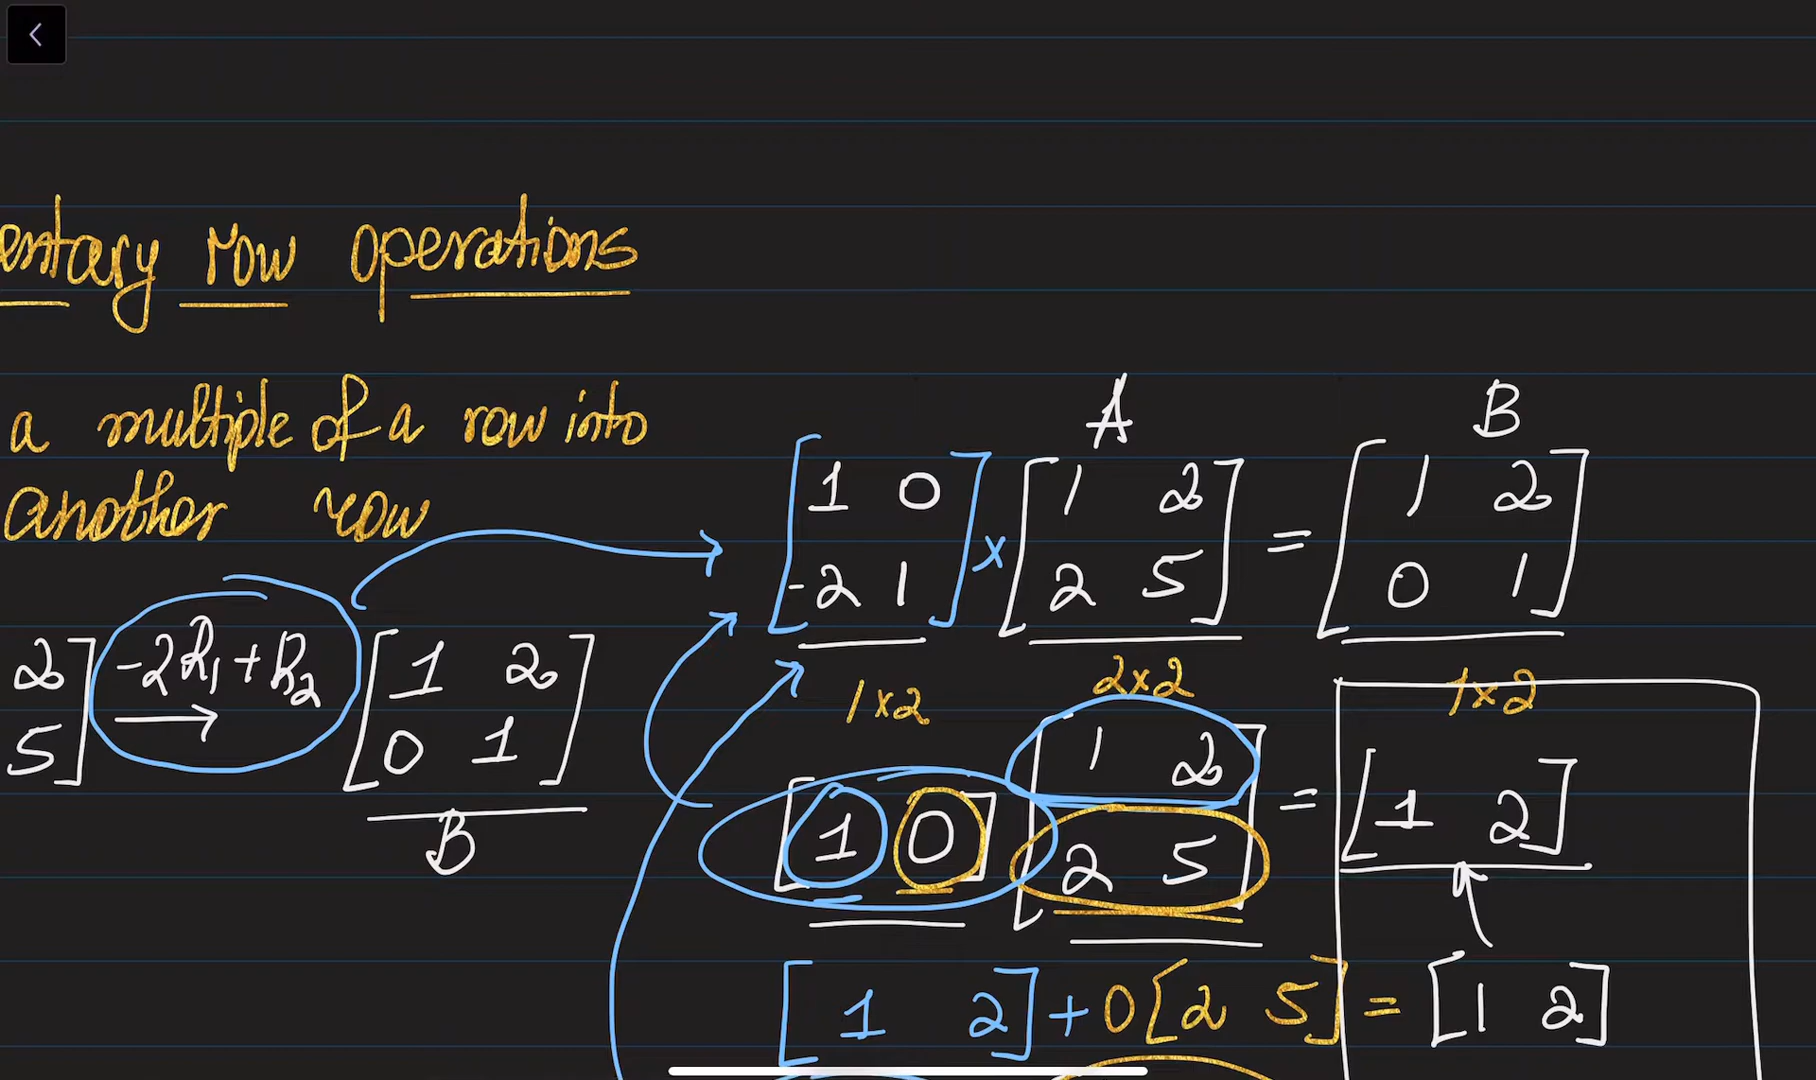 entary row operations
a multiple of a row into
another row
2
5] -2R₁+R₂ → [1 2
0 1]
B
A B
[1 0
-2 1] × [1 2
2 5] = [1 2
0 1]
1x2 2x2 1x2
[1 0] [1 2
2 5] = [1 2]
[1 2] + 0[2 5] = [1 2]